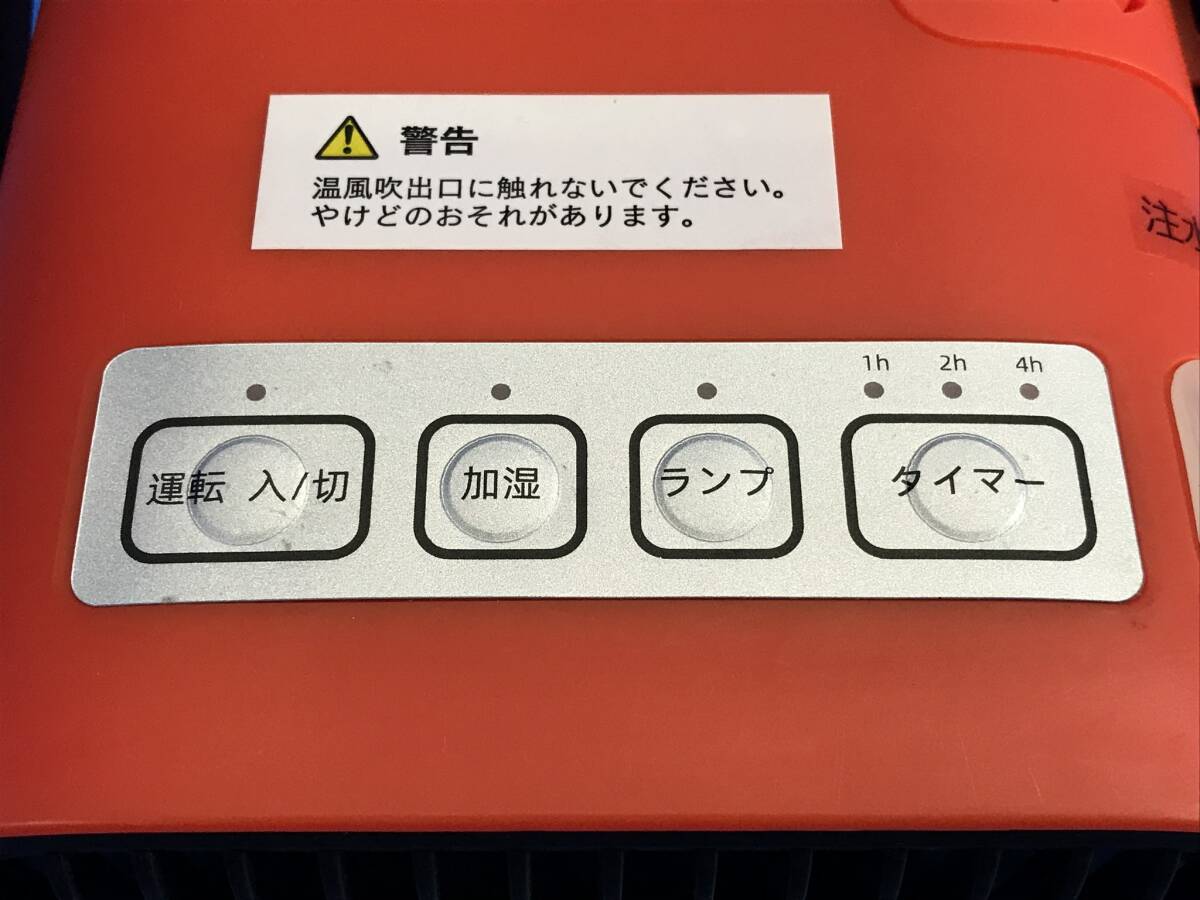 警告
温風吹出口に触れないでください。
やけどのおそれがあります。
注水
1h 2h 4h
運転 入/切 加湿 ランプ タイマー